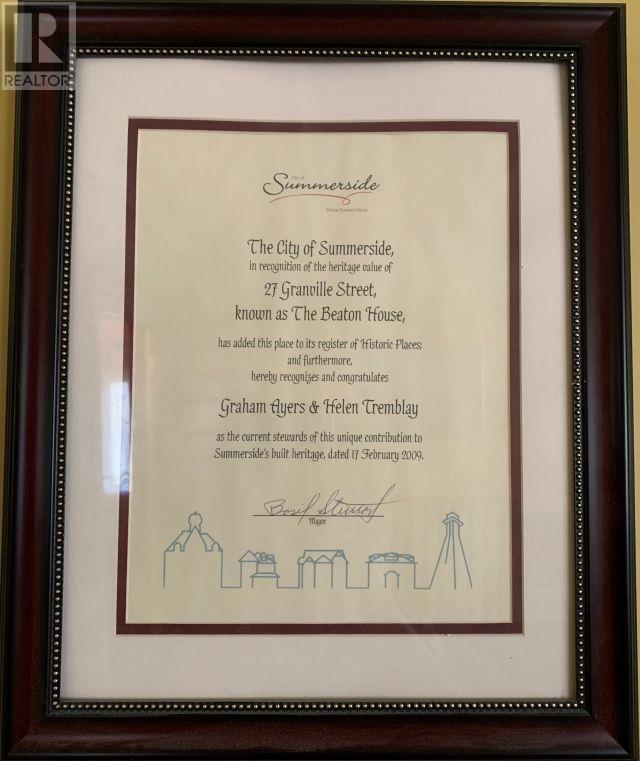 R
REALTOR
City of
Summerside
Prince Edward Island
The City of Summerside,
in recognition of the heritage value of
27 Granville Street,
known as The Beaton House,
has added this place to its register of Historic Places;
and furthermore,
hereby recognizes and congratulates
Graham Ayers & Helen Tremblay
as the current stewards of this unique contribution to
Summerside's built heritage, dated 17 February 2009.
Basil Stewart
Mayor